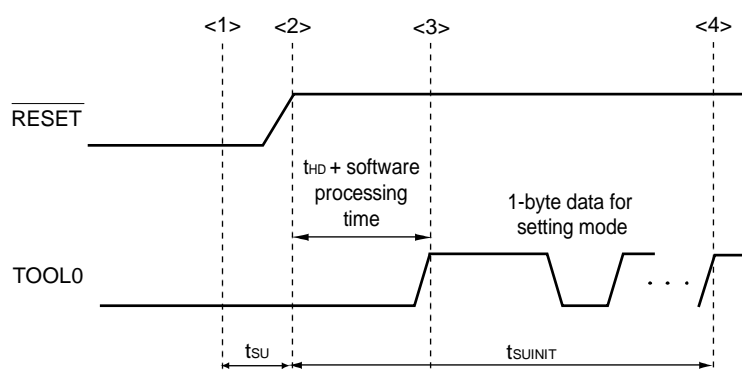 <1> <2> <3> <4>
RESET
tHD + software
processing
time
1-byte data for
setting mode
TOOL0
. . .
tSU tSUINIT